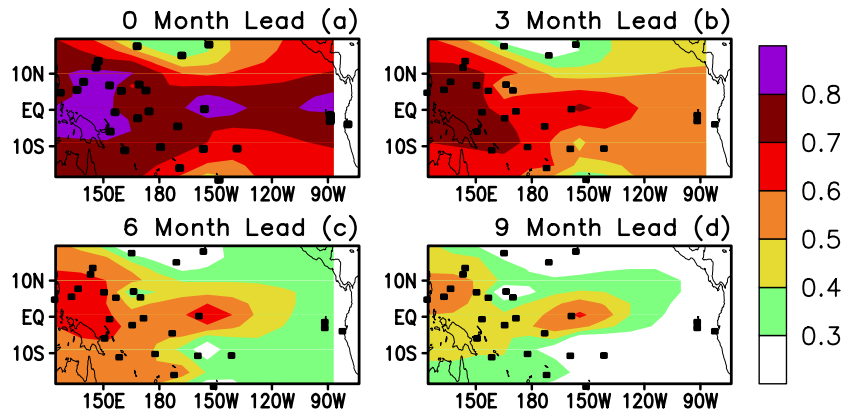 0 Month Lead (a)
3 Month Lead (b)
10N
EQ
10S
150E 180 150W 120W 90W
10N
EQ
10S
150E 180 150W 120W 90W
6 Month Lead (c)
9 Month Lead (d)
10N
EQ
10S
150E 180 150W 120W 90W
10N
EQ
10S
150E 180 150W 120W 90W
0.8
0.7
0.6
0.5
0.4
0.3